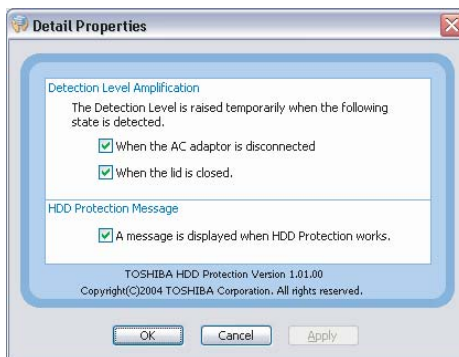 Detail Properties
Detection Level Amplification
The Detection Level is raised temporarily when the following
state is detected.
When the AC adaptor is disconnected
When the lid is closed.
HDD Protection Message
A message is displayed when HDD Protection works.
TOSHIBA HDD Protection Version 1.01.00
Copyright(C)2004 TOSHIBA Corporation. All rights reserved.
OK
Cancel
Apply